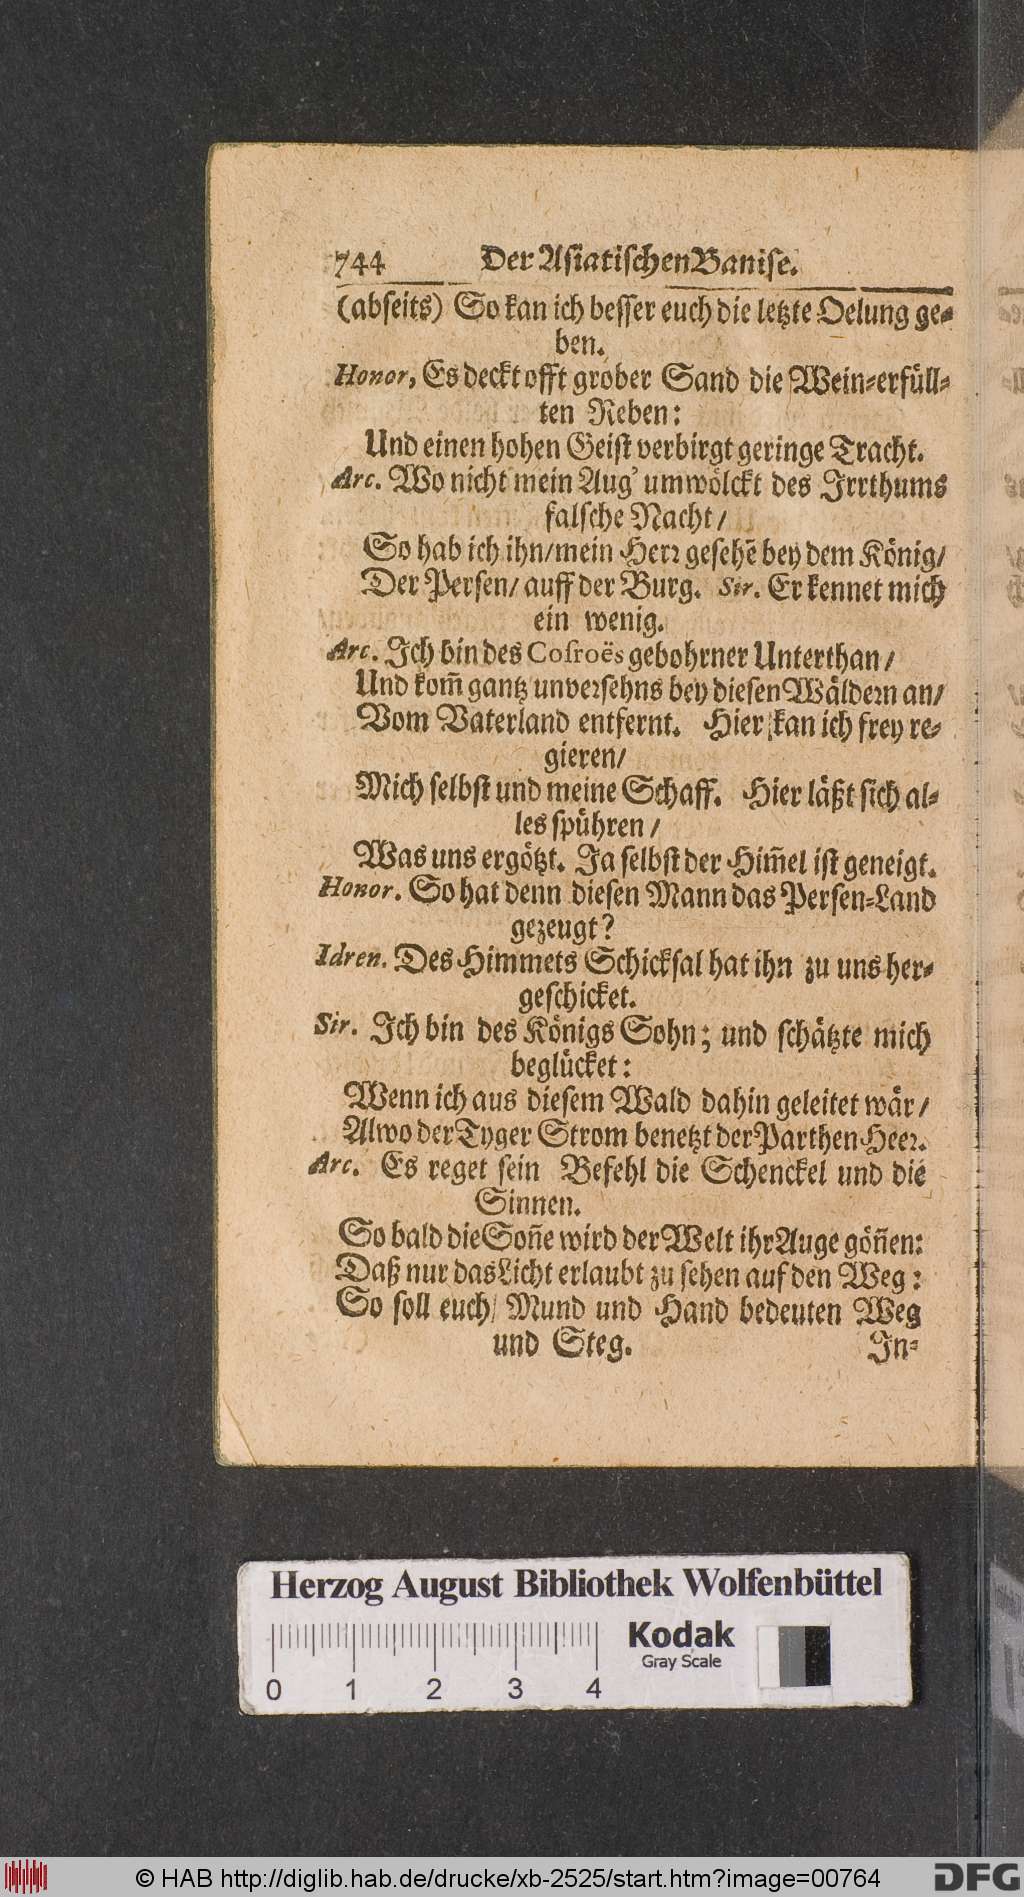 744 Der Asiatischen Banise.
(abseits) So kan ich besser euch die letzte Oelung ge⸗
ben.
Honor, Es deckt offt grober Sand die Wein⸗erfüll⸗
ten Reben:
Und einen hohen Geist verbirgt geringe Tracht.
Arc. Wo nicht mein Aug' umwölckt des Irrthums
falsche Nacht/
So hab ich ihn/mein Herꝛ gesehē bey dem König/
Der Persen/ auff der Burg. Sir. Er kennet mich
ein wenig.
Arc. Ich bin des Cosroës gebohrner Unterthan/
Und kom̃ gantz unveꝛsehns bey diesen Wäldeꝛn an/
Vom Vaterland entfernt. Hier kan ich frey re⸗
gieren/
Mich selbst und meine Schaff. Hier läßt sich al⸗
les spühren/
Was uns ergötzt. Ja selbst der Him̃el ist geneigt.
Honor. So hat denn diesen Mann das Persen⸗Land
gezeugt?
Idren. Des Himmets Schicksal hat ihn zu uns her⸗
geschicket.
Sir. Ich bin des Königs Sohn; und schätzte mich
beglücket:
Wenn ich aus diesem Wald dahin geleitet wär/
Alwo der Tyger Strom benetzt der Parthen Heeꝛ.
Arc. Es reget sein Befehl die Schenckel und die
Sinnen.
So bald die Son̄e wird der Welt ihr Auge gön̄en:
Daß nur das Licht erlaubt zu sehen auf den Weg:
So soll euch/ Mund und Hand bedeuten Weg
und Steg. In⸗
Herzog August Bibliothek Wolfenbüttel
Kodak
Gray Scale
0 1 2 3 4
© HAB http://diglib.hab.de/drucke/xb-2525/start.htm?image=00764 DFG